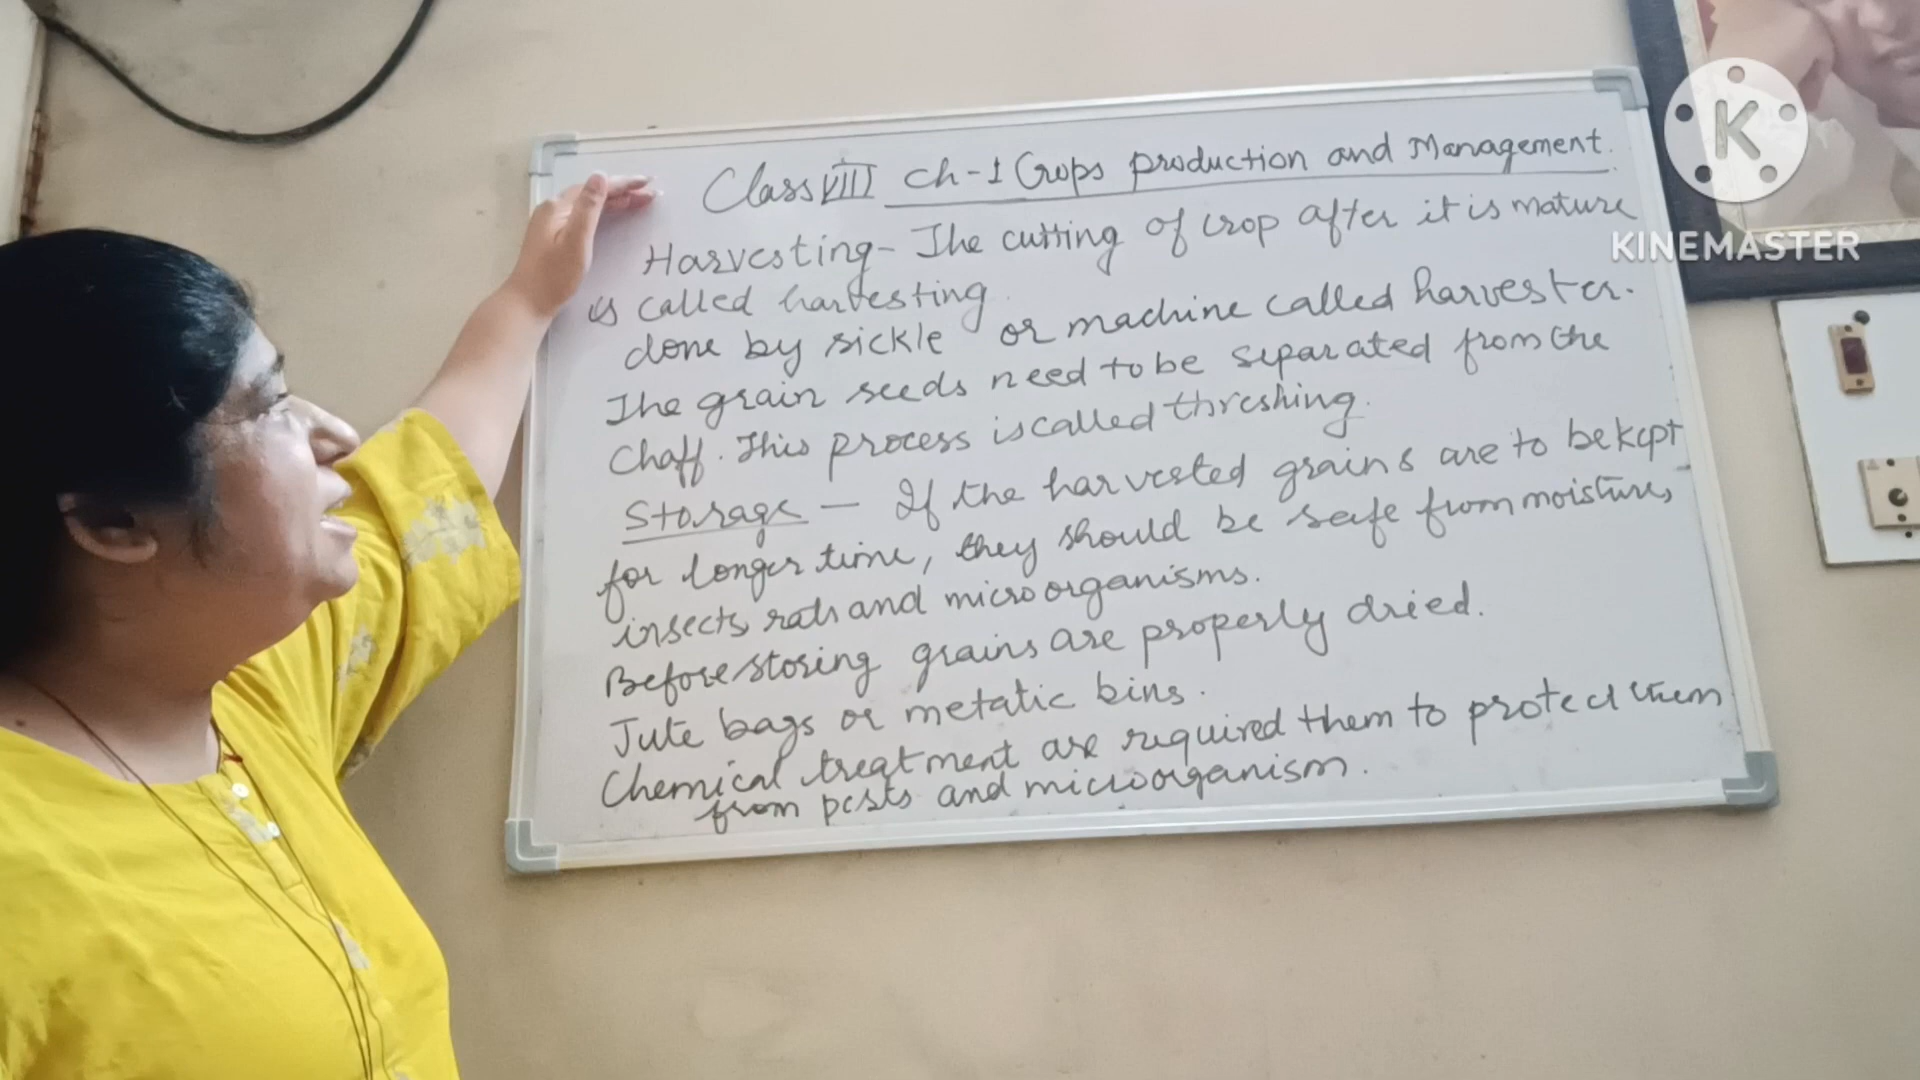 Class VIII ch-1 Crops production and Management.
Harvesting - The cutting of crop after it is mature
is called harvesting.
done by sickle or machine called harvester.
The grain seeds need to be separated from the
Chaff. This process is called threshing.
Storage - If the harvested grains are to be kept
for longer time, they should be safe from moisture,
insects, rats and microorganisms.
Before storing grains are properly dried.
Jute bags or metatic bins.
Chemical treatment are required them to protect them
from pests and microorganism.
K
KINEMASTER